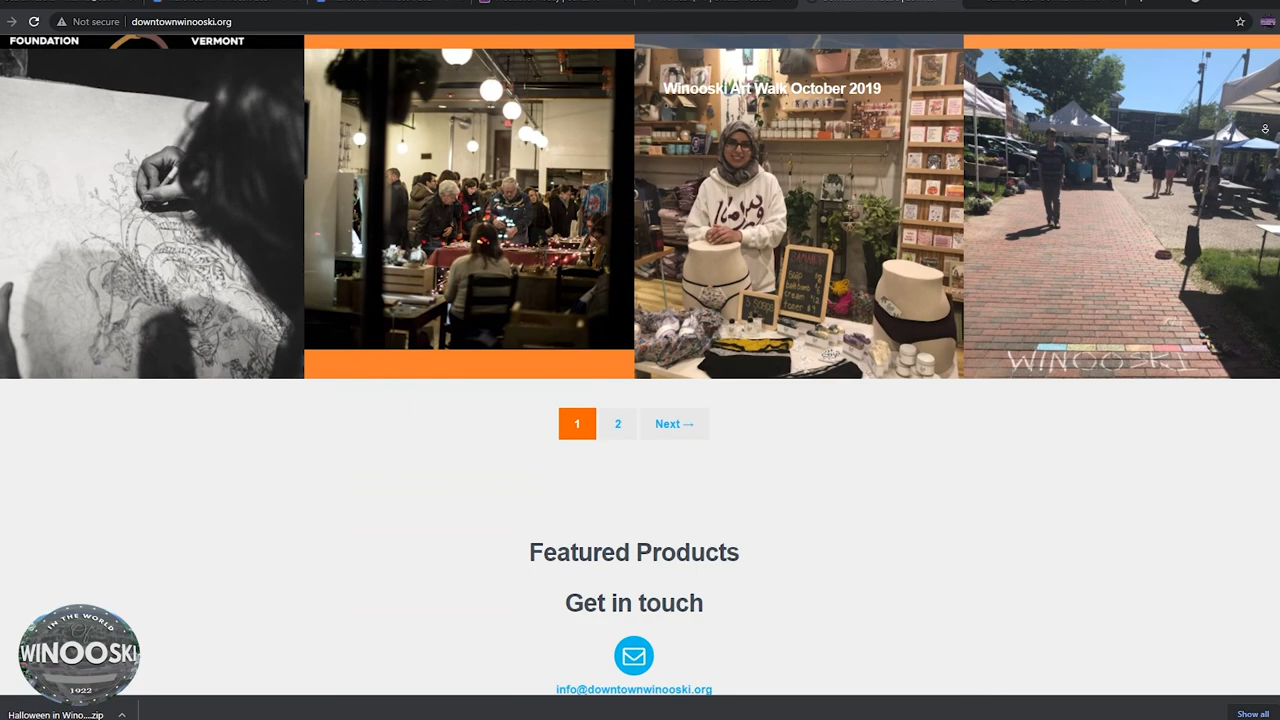 Not secure | downtownwinooski.org
FOUNDATION
VERMONT
Winooski Art Walk October 2019
WINOOSKI
1
2
Next →
Featured Products
Get in touch
info@downtownwinooski.org
IN THE WORLD
WINOOSKI
1922
Halloween in Wino....zip
Show all